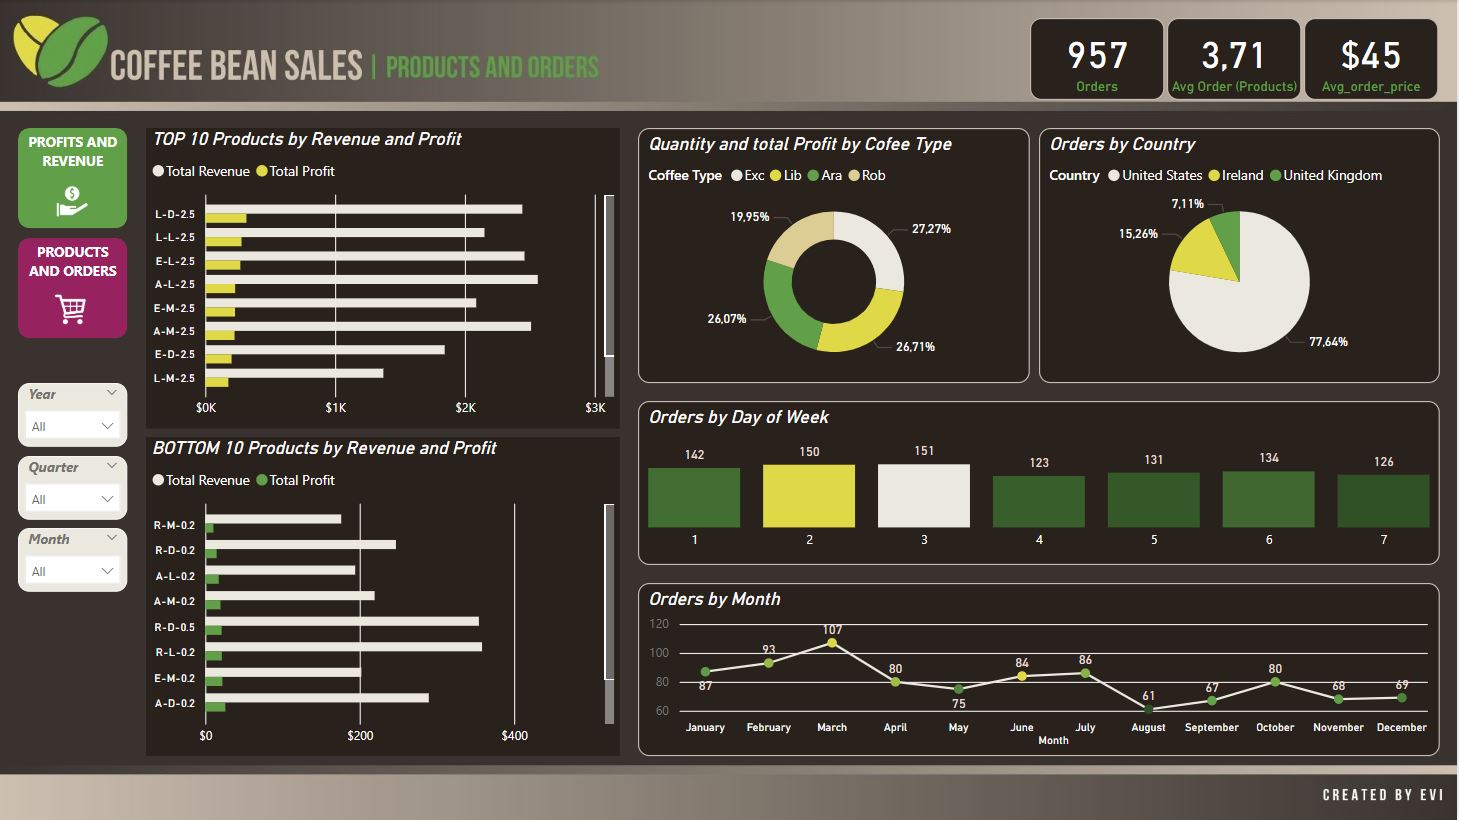 COFFEE BEAN SALES | PRODUCTS AND ORDERS
957
Orders
3,71
Avg Order (Products)
$45
Avg_order_price
PROFITS AND
REVENUE
$
PRODUCTS
AND ORDERS
Year
All
Quarter
All
Month
All
TOP 10 Products by Revenue and Profit
Total Revenue Total Profit
L-D-2.5
L-L-2.5
E-L-2.5
A-L-2.5
E-M-2.5
A-M-2.5
E-D-2.5
L-M-2.5
$0K $1K $2K $3K
BOTTOM 10 Products by Revenue and Profit
Total Revenue Total Profit
R-M-0.2
R-D-0.2
A-L-0.2
A-M-0.2
R-D-0.5
R-L-0.2
E-M-0.2
A-D-0.2
$0 $200 $400
Quantity and total Profit by Cofee Type
Coffee Type Exc Lib Ara Rob
19,95%
27,27%
26,07%
26,71%
Orders by Country
Country United States Ireland United Kingdom
7,11%
15,26%
77,64%
Orders by Day of Week
142 150 151 123 131 134 126
1 2 3 4 5 6 7
Orders by Month
120
100
80
60
87 93 107 80 75 84 86 61 67 80 68 69
January February March April May June July August September October November December
Month
CREATED BY EVI